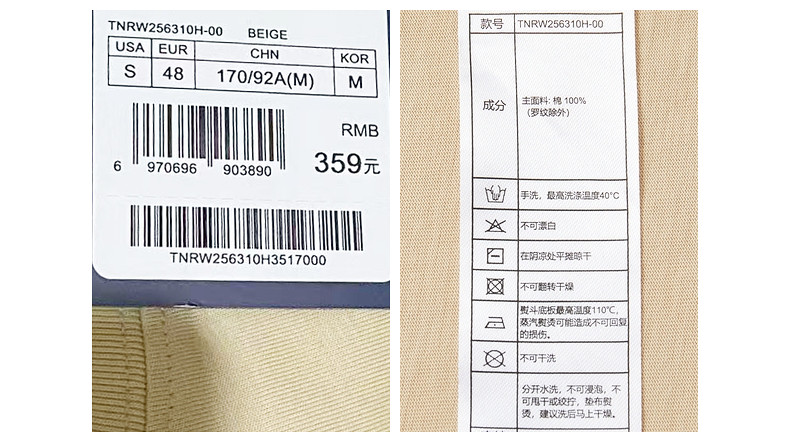 TNRW256310H-00 BEIGE
USA EUR CHN KOR
S 48 170/92A(M) M
RMB
359元
6 970696 903890
TNRW256310H3517000
款号 TNRW256310H-00
成分
主面料: 棉 100%
（罗纹除外）
手洗，最高洗涤温度40°C
不可漂白
在阴凉处平摊晾干
不可翻转干燥
熨斗底板最高温度110℃，
蒸汽熨烫可能造成不可回复
的损伤。
不可干洗
分开水洗，不可浸泡，不
可甩干或绞拧，垫布熨
烫，建议洗后马上干燥。